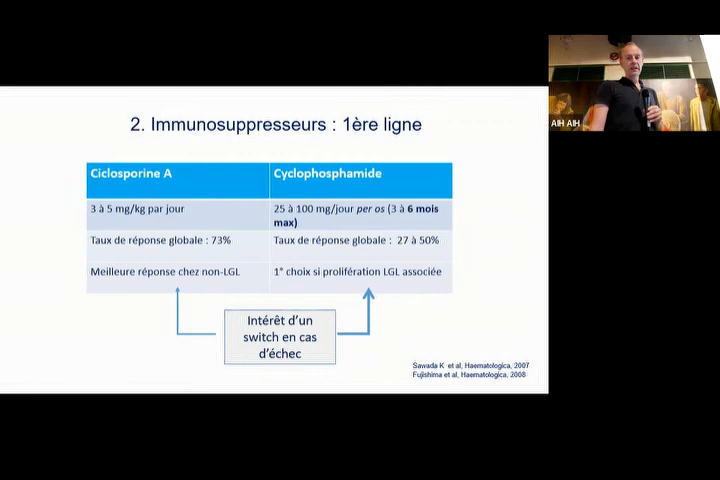 2. Immunosuppresseurs : 1ère ligne
Ciclosporine A
Cyclophosphamide
3 à 5 mg/kg par jour
25 à 100 mg/jour per os (3 à 6 mois
max)
Taux de réponse globale : 73%
Taux de réponse globale : 27 à 50%
Meilleure réponse chez non-LGL
1° choix si prolifération LGL associée
Intérêt d'un
switch en cas
d'échec
Sawada K et al, Haematologica, 2007
Fujishima et al, Haematologica, 2008
AIH AIH